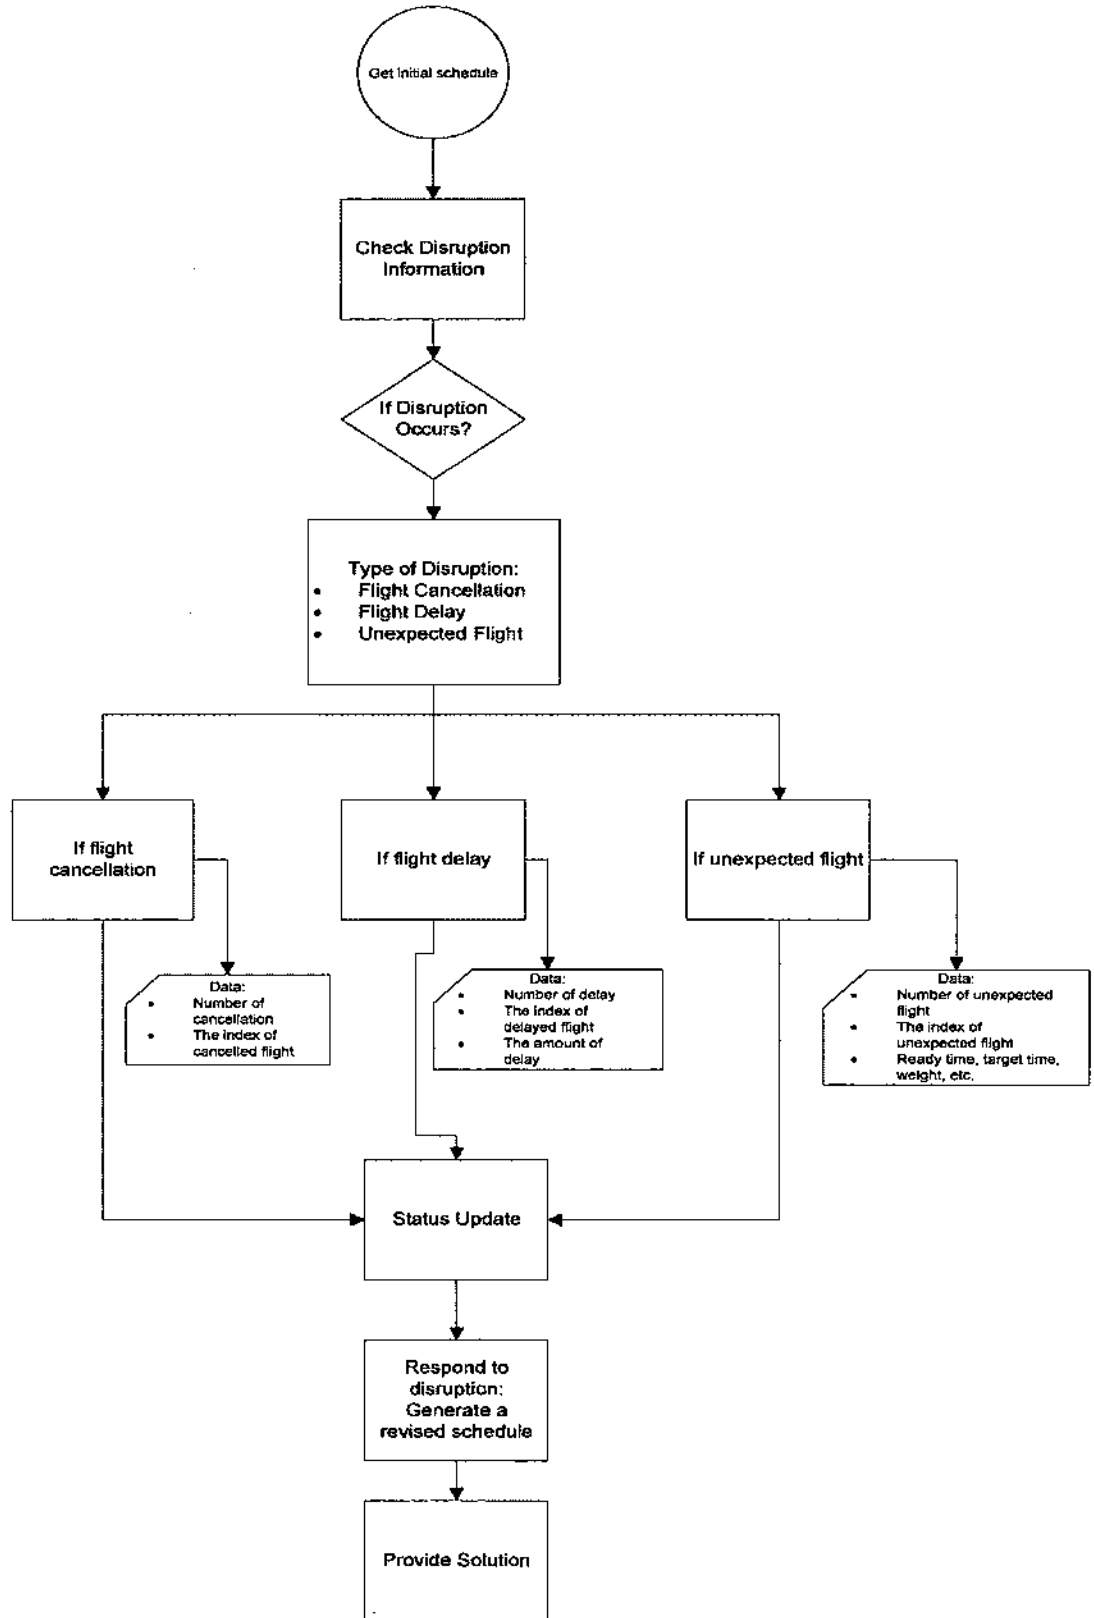 Get initial schedule
Check Disruption
Information
If Disruption
Occurs?
Type of Disruption:
• Flight Cancellation
• Flight Delay
• Unexpected Flight
If flight
cancellation
If flight delay
If unexpected flight
Data:
• Number of
cancellation
• The index of
cancelled flight
Data:
• Number of delay
• The index of
delayed flight
• The amount of
delay
Data:
• Number of unexpected
flight
• The index of
unexpected flight
• Ready time, target time,
weight, etc.
Status Update
Respond to
disruption:
Generate a
revised schedule
Provide Solution